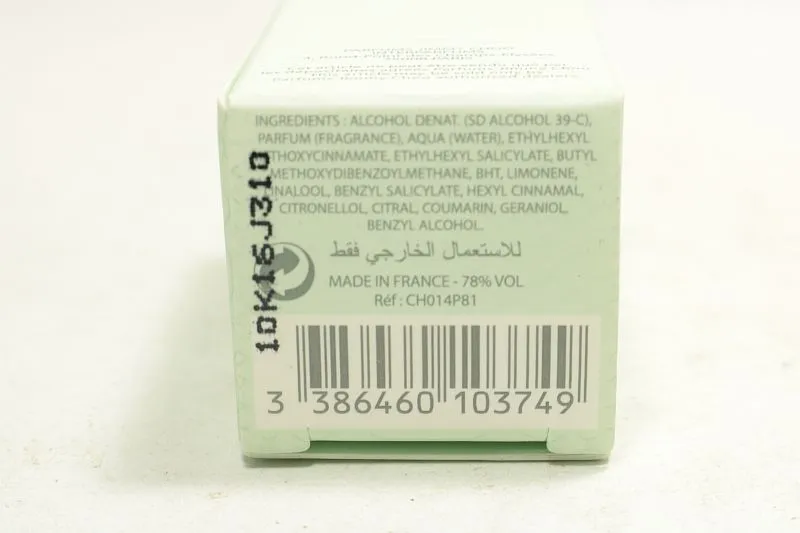 INGREDIENTS : ALCOHOL DENAT. (SD ALCOHOL 39-C),
PARFUM (FRAGRANCE), AQUA (WATER), ETHYLHEXYL
THOXYCINNAMATE, ETHYLHEXYL SALICYLATE, BUTYL
METHOXYDIBENZOYLMETHANE, BHT, LIMONENE,
INALOOL, BENZYL SALICYLATE, HEXYL CINNAMAL,
CITRONELLOL, CITRAL, COUMARIN, GERANIOL,
BENZYL ALCOHOL.
للاستعمال الخارجي فقط
MADE IN FRANCE - 78% VOL
Réf : CH014P81
3 386460 103749
10K16J310